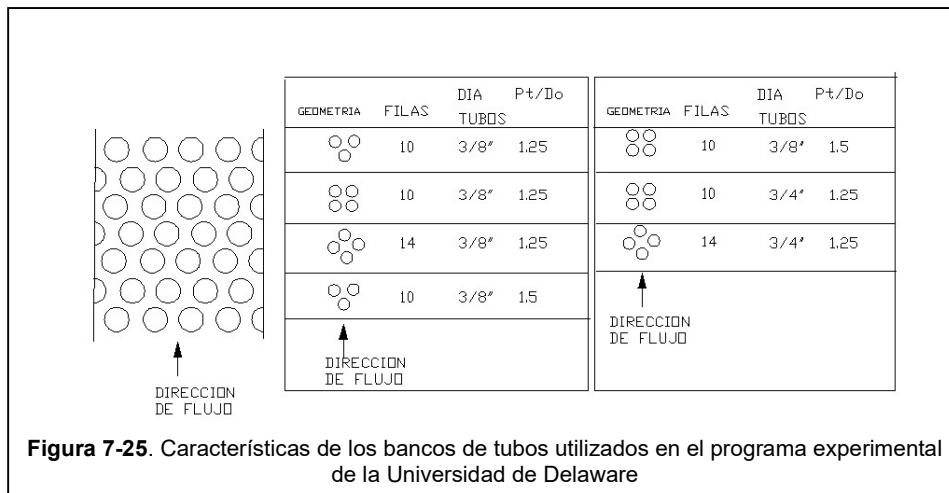 GEOMETRIA FILAS DIA TUBOS Pt/Do
10 3/8" 1.25
10 3/8" 1.25
14 3/8" 1.25
10 3/8" 1.5
DIRECCION
DE FLUJO
GEOMETRIA FILAS DIA TUBOS Pt/Do
10 3/8" 1.5
10 3/4" 1.25
14 3/4" 1.25
DIRECCION
DE FLUJO
DIRECCION
DE FLUJO
Figura 7-25. Características de los bancos de tubos utilizados en el programa experimental
de la Universidad de Delaware